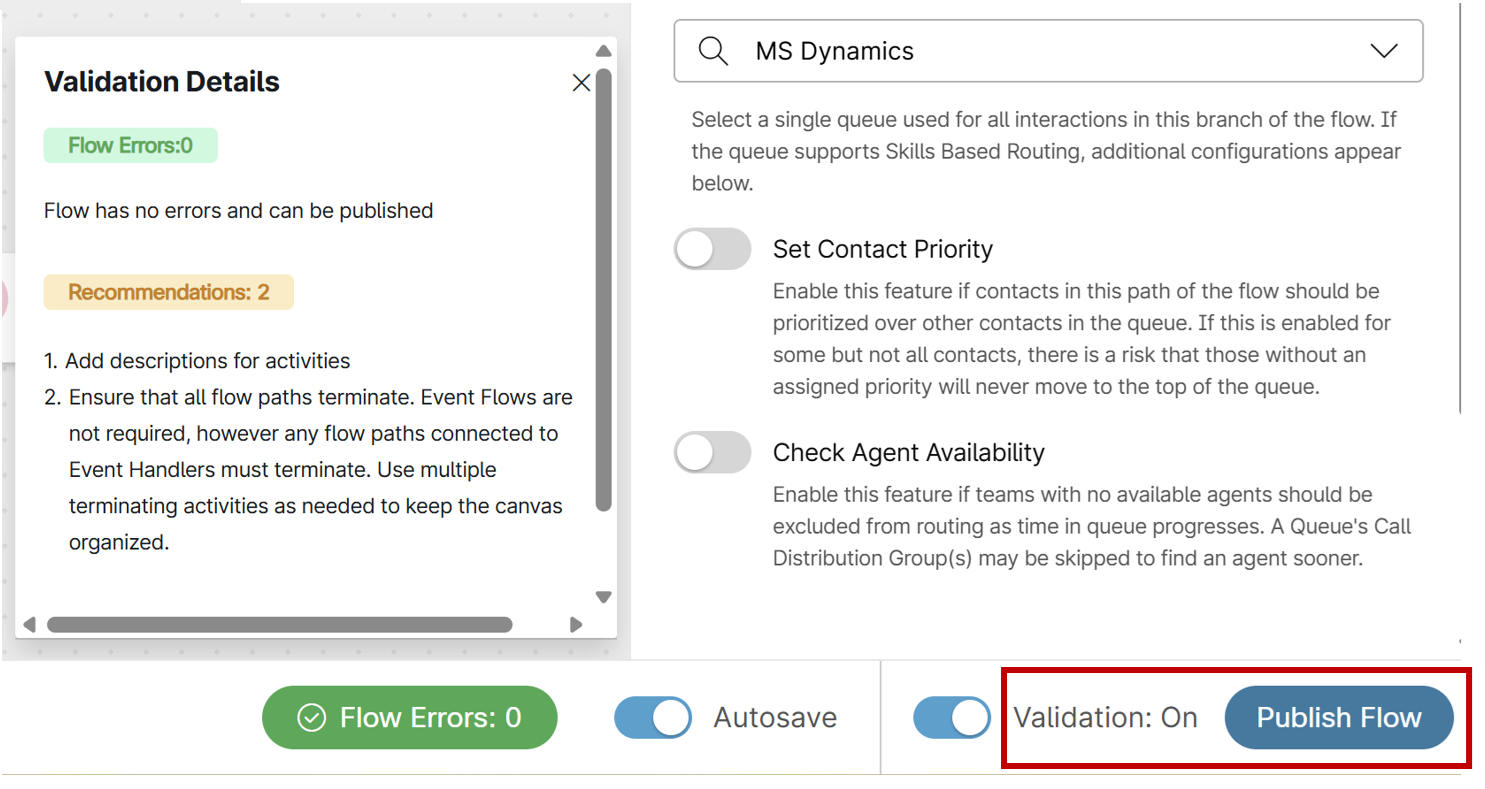 Validation Details
Flow Errors:0
Flow has no errors and can be published
Recommendations: 2
1. Add descriptions for activities
2. Ensure that all flow paths terminate. Event Flows are
not required, however any flow paths connected to
Event Handlers must terminate. Use multiple
terminating activities as needed to keep the canvas
organized.
MS Dynamics
Select a single queue used for all interactions in this branch of the flow. If
the queue supports Skills Based Routing, additional configurations appear
below.
Set Contact Priority
Enable this feature if contacts in this path of the flow should be
prioritized over other contacts in the queue. If this is enabled for
some but not all contacts, there is a risk that those without an
assigned priority will never move to the top of the queue.
Check Agent Availability
Enable this feature if teams with no available agents should be
excluded from routing as time in queue progresses. A Queue's Call
Distribution Group(s) may be skipped to find an agent sooner.
Flow Errors: 0
Autosave
Validation: On
Publish Flow